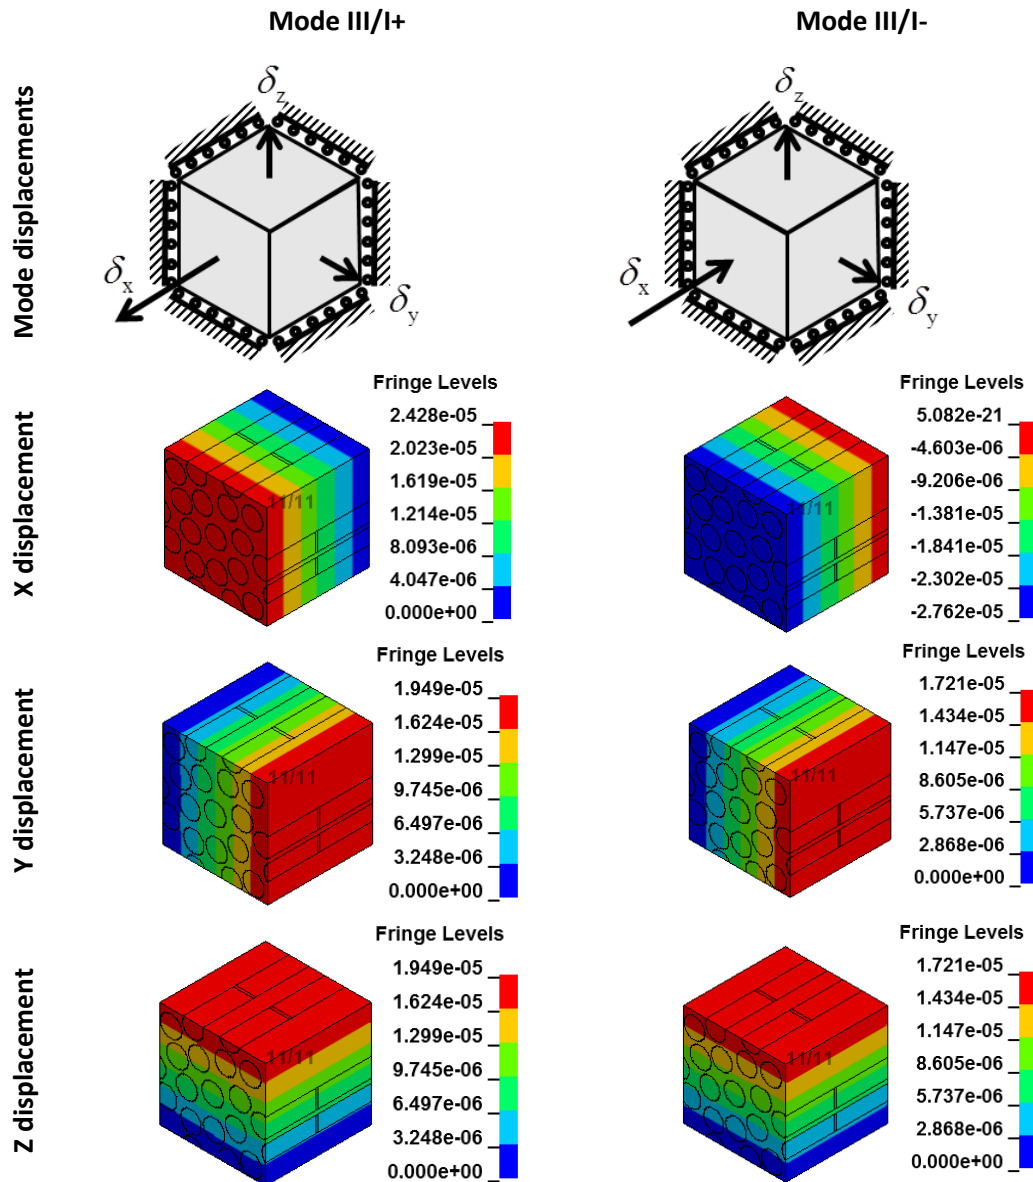 Mode III/I+
Mode III/I-
Mode displacements
δz
δx
δy
δz
δx
δy
X displacement
Fringe Levels
2.428e-05
2.023e-05
1.619e-05
1.214e-05
8.093e-06
4.047e-06
0.000e+00
11/11
Fringe Levels
5.082e-21
-4.603e-06
-9.206e-06
-1.381e-05
-1.841e-05
-2.302e-05
-2.762e-05
11/11
Y displacement
Fringe Levels
1.949e-05
1.624e-05
1.299e-05
9.745e-06
6.497e-06
3.248e-06
0.000e+00
11/11
Fringe Levels
1.721e-05
1.434e-05
1.147e-05
8.605e-06
5.737e-06
2.868e-06
0.000e+00
11/11
Z displacement
Fringe Levels
1.949e-05
1.624e-05
1.299e-05
9.745e-06
6.497e-06
3.248e-06
0.000e+00
11/11
Fringe Levels
1.721e-05
1.434e-05
1.147e-05
8.605e-06
5.737e-06
2.868e-06
0.000e+00
11/11